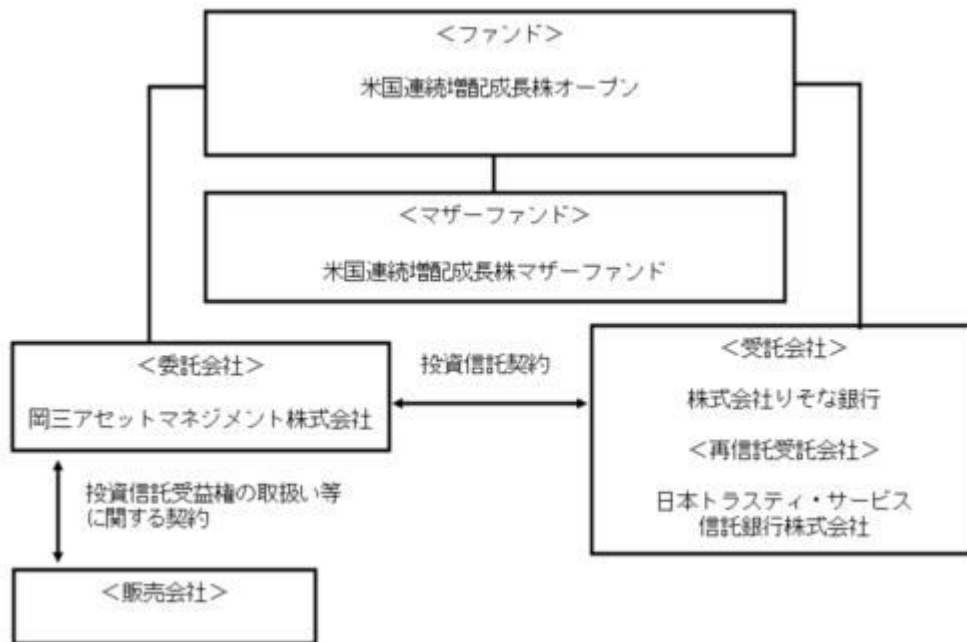 ＜ファンド＞
米国連続増配成長株オープン
＜マザーファンド＞
米国連続増配成長株マザーファンド
＜委託会社＞
岡三アセットマネジメント株式会社
投資信託契約
＜受託会社＞
株式会社りそな銀行
＜再信託受託会社＞
日本トラスティ・サービス
信託銀行株式会社
投資信託受益権の取扱い等
に関する契約
＜販売会社＞